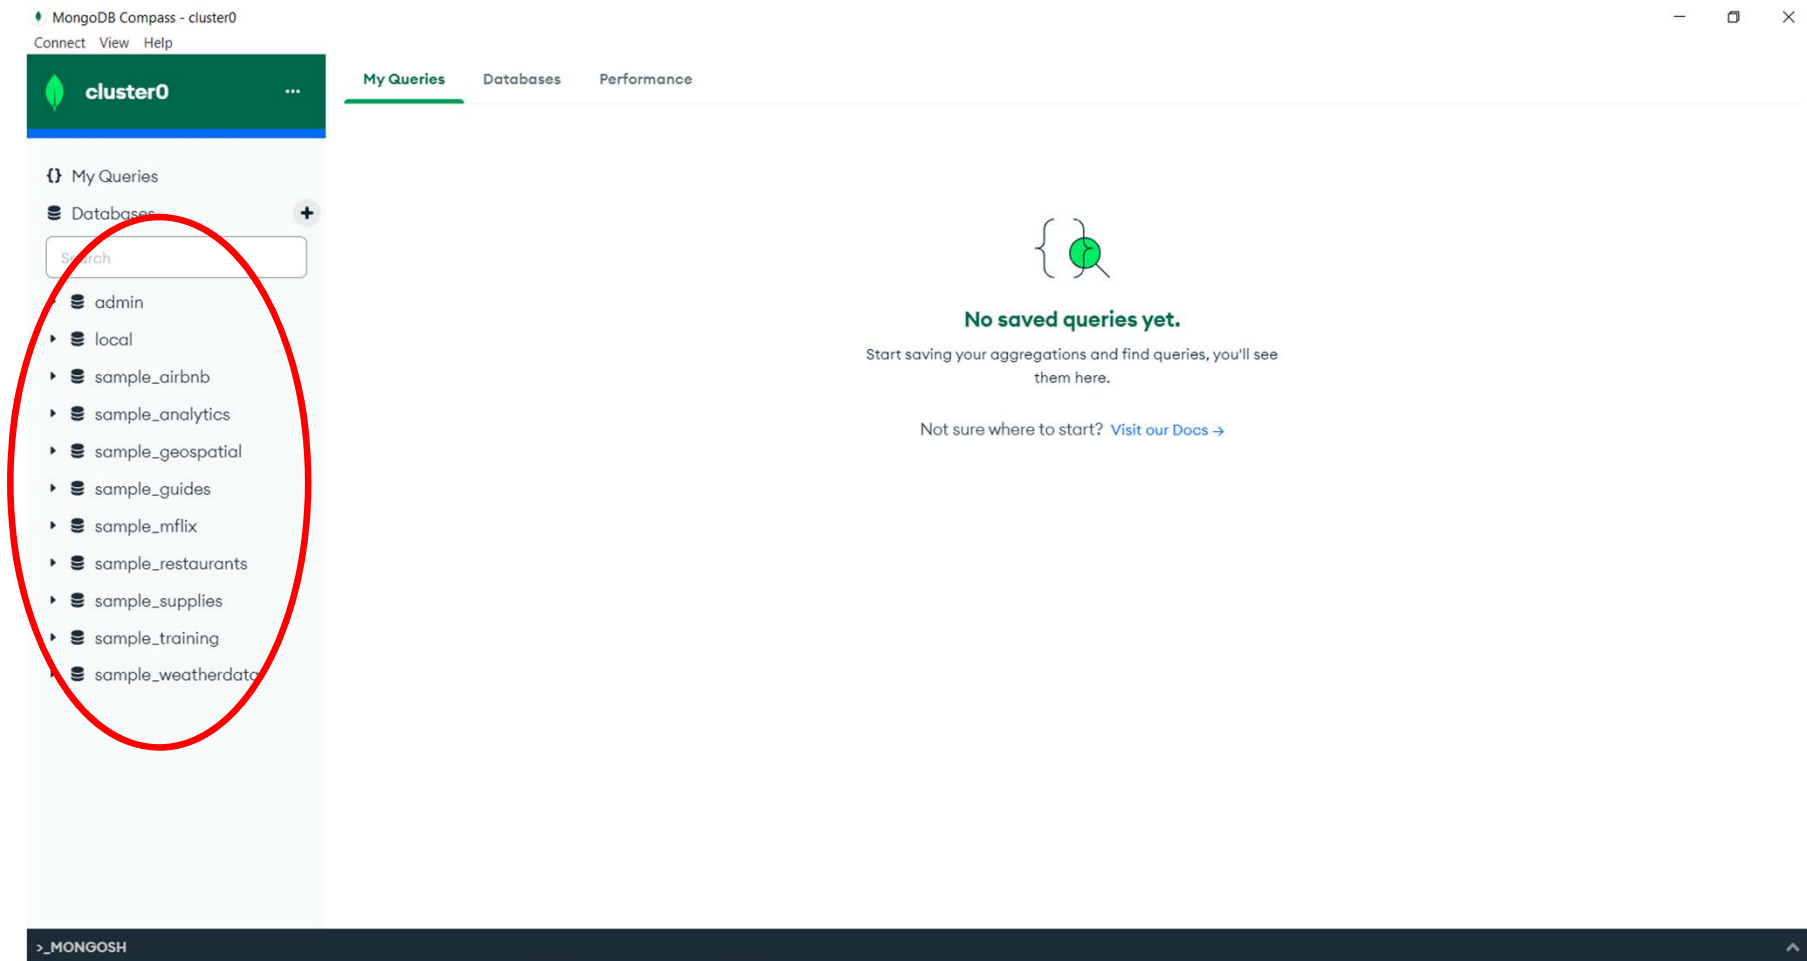 MongoDB Compass - cluster0
Connect View Help
cluster0 ...
My Queries Databases Performance
{} My Queries
Databases +
Search
admin
local
sample_airbnb
sample_analytics
sample_geospatial
sample_guides
sample_mflix
sample_restaurants
sample_supplies
sample_training
sample_weatherdata
No saved queries yet.
Start saving your aggregations and find queries, you'll see
them here.
Not sure where to start? Visit our Docs →
>_MONGOSH